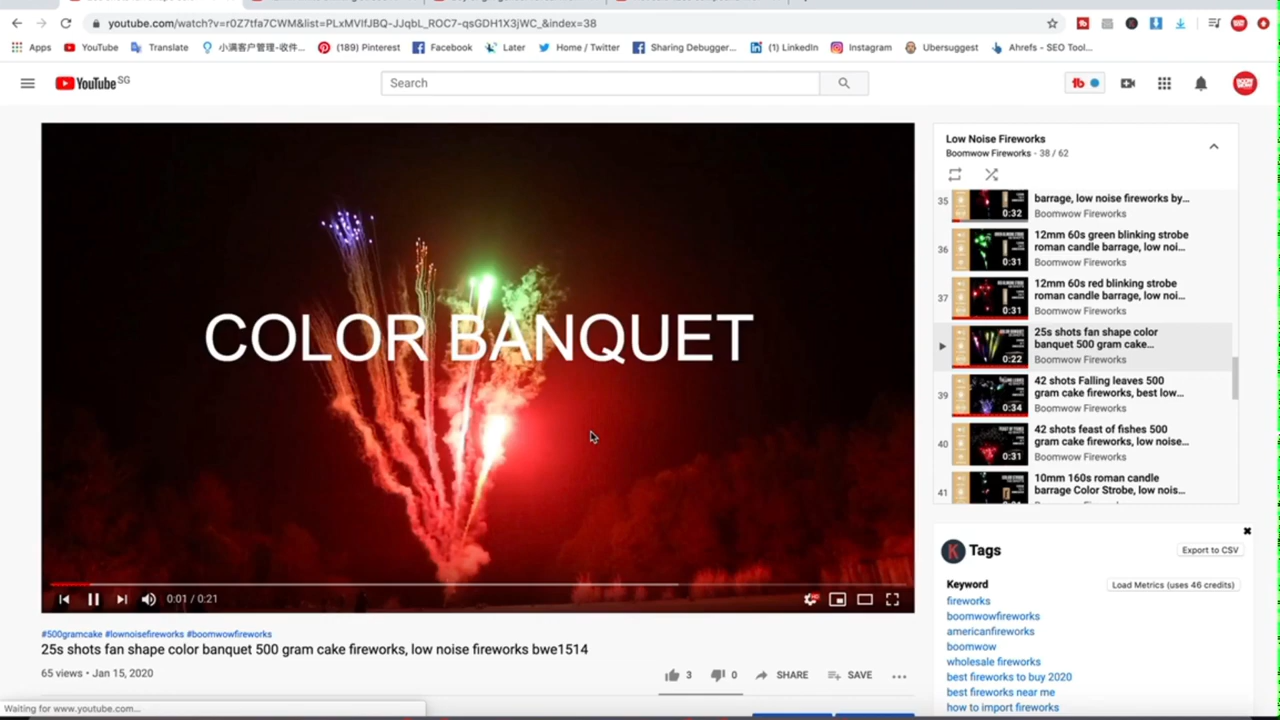 youtube.com/watch?v=r0Z7tfa7CWM&list=PLxMVIfJBQ-JJqbL_ROC7-qsGDH1X3jWC_&index=38
Apps
YouTube
Translate
小满客户管理-收件...
(189) Pinterest
Facebook
Later
Home / Twitter
Sharing Debugger...
(1) LinkedIn
Instagram
Ubersuggest
Ahrefs - SEO Tool...
YouTube SG
Search
COLOR BANQUET
0:01 / 0:21
#500gramcake #lownoisefireworks #boomwowfireworks
25s shots fan shape color banquet 500 gram cake fireworks, low noise fireworks bwe1514
65 views • Jan 15, 2020
3
0
SHARE
SAVE
Waiting for www.youtube.com...
Low Noise Fireworks
Boomwow Fireworks - 38 / 62
35
0:32
barrage, low noise fireworks by...
Boomwow Fireworks
36
0:31
12mm 60s green blinking strobe
roman candle barrage, low noi...
Boomwow Fireworks
37
0:31
12mm 60s red blinking strobe
roman candle barrage, low noi...
Boomwow Fireworks
0:22
25s shots fan shape color
banquet 500 gram cake...
Boomwow Fireworks
39
0:34
42 shots Falling leaves 500
gram cake fireworks, best low...
Boomwow Fireworks
40
0:31
42 shots feast of fishes 500
gram cake fireworks, low noise...
Boomwow Fireworks
41
10mm 160s roman candle
barrage Color Strobe, low nois...
K Tags
Export to CSV
Keyword
Load Metrics (uses 46 credits)
fireworks
boomwowfireworks
americanfireworks
boomwow
wholesale fireworks
best fireworks to buy 2020
best fireworks near me
how to import fireworks